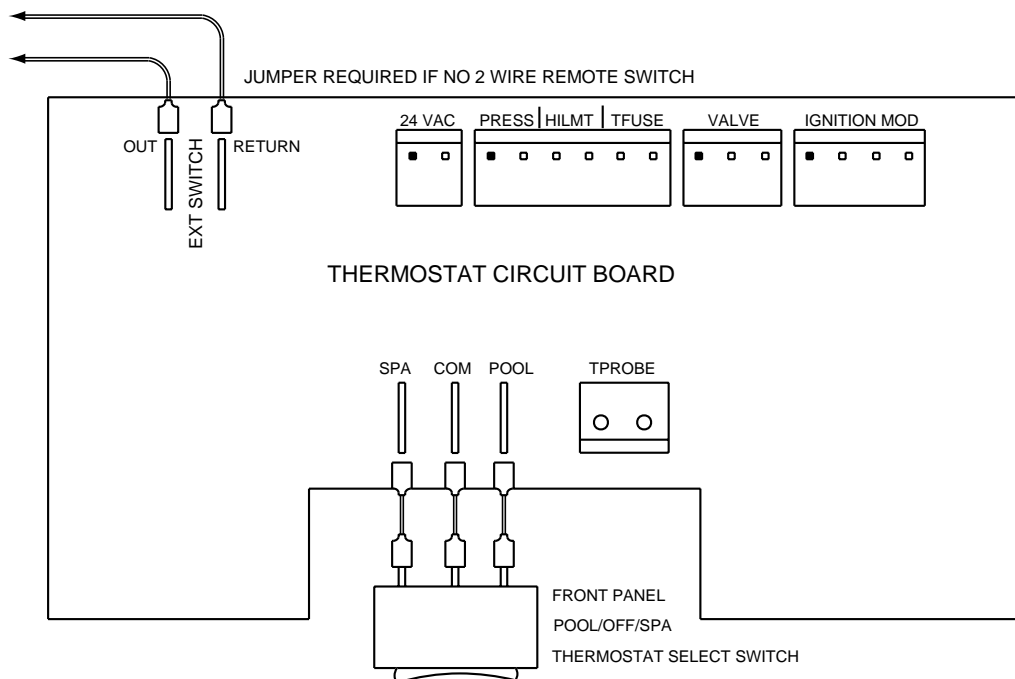 JUMPER REQUIRED IF NO 2 WIRE REMOTE SWITCH
24 VAC PRESS HILMT TFUSE VALVE IGNITION MOD
OUT EXT SWITCH RETURN
THERMOSTAT CIRCUIT BOARD
SPA COM POOL TPROBE
FRONT PANEL
POOL/OFF/SPA
THERMOSTAT SELECT SWITCH